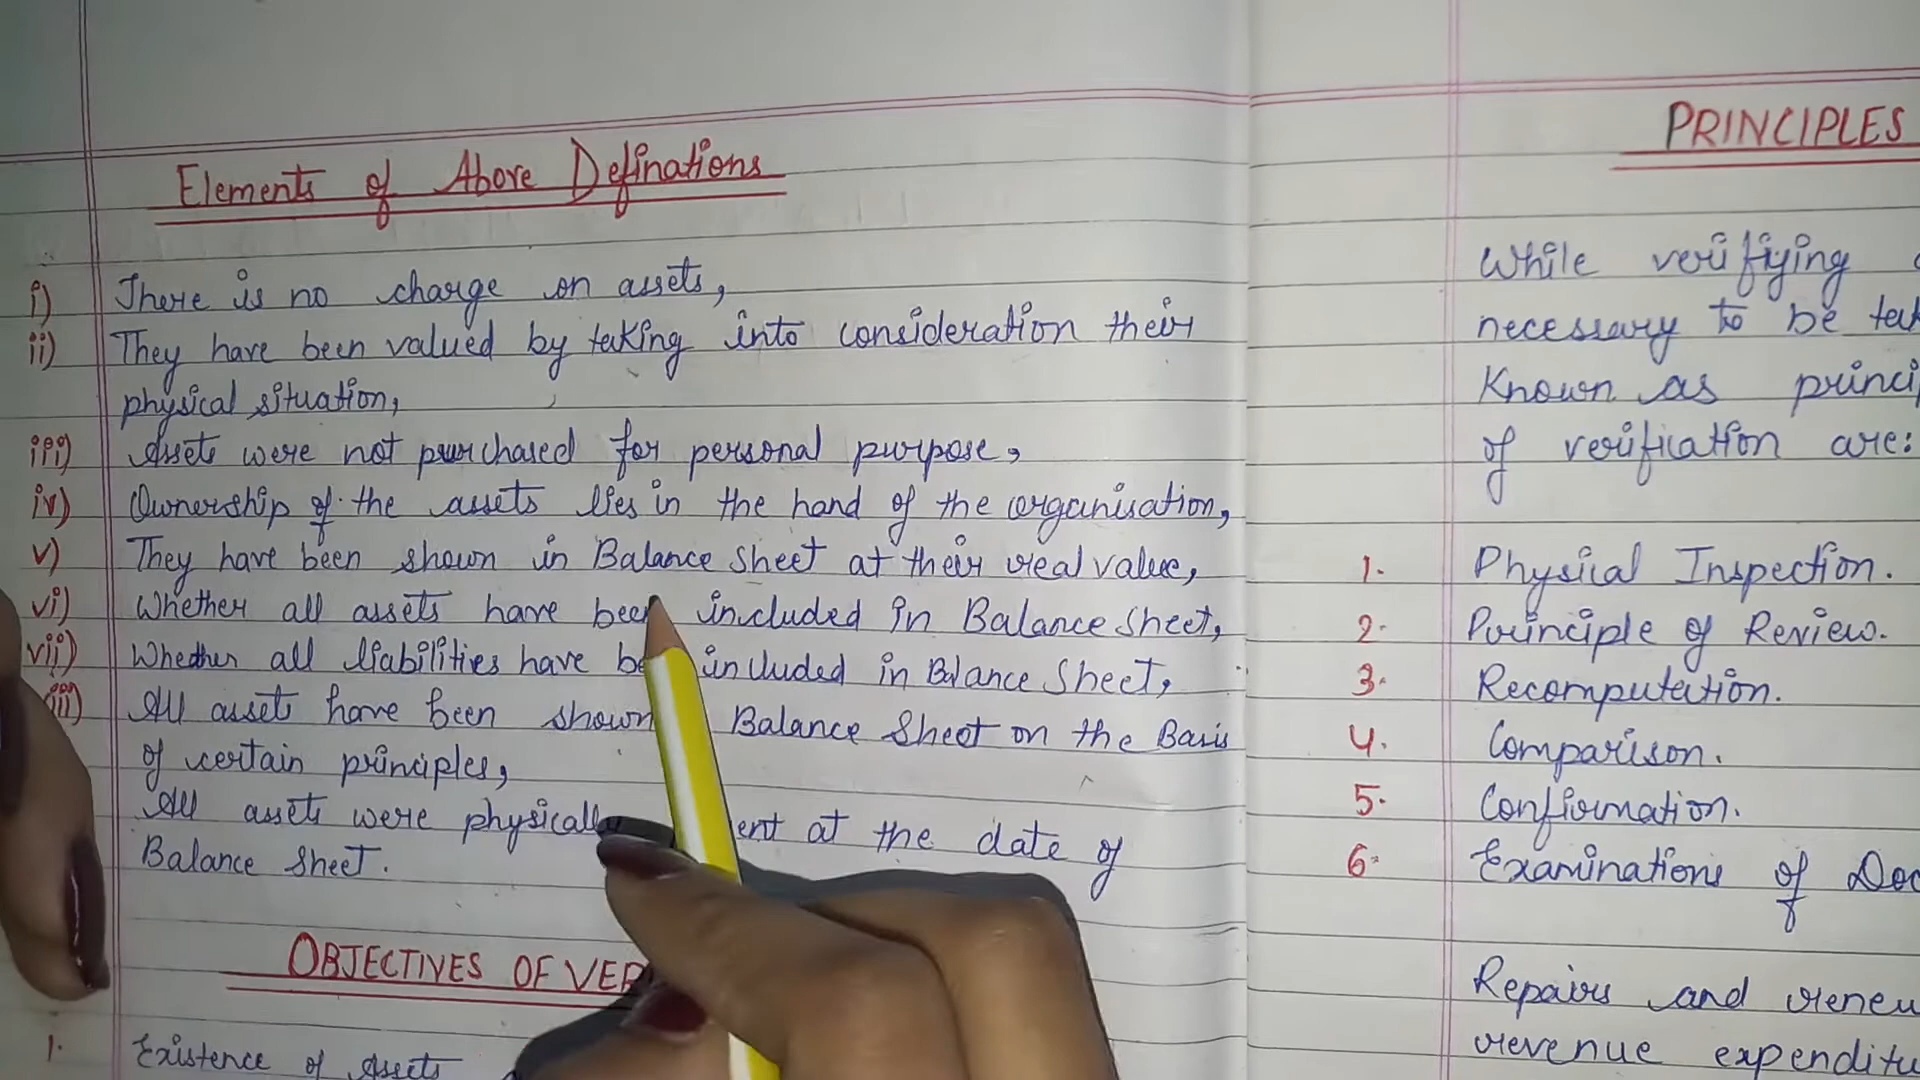 Elements of Above Definations
i) There is no charge on assets,
ii) They have been valued by taking into consideration their
physical situation,
iii) Assets were not purchased for personal purpose,
iv) Ownership of the assets lies in the hand of the organisation,
v) They have been shown in Balance Sheet at their real value,
vi) Whether all assets have been included in Balance Sheet,
vii) Whether all liabilities have be included in Balance Sheet,
iii) All assets have been shown Balance Sheet on the Basis
of certain principles,
All assets were physically ent at the date of
Balance Sheet.
OBJECTIVES OF VER
1. Existence of Assets
PRINCIPLES
While verifiying
necessary to be tak
Known as princip
of verification are:
1. Physical Inspection.
2. Principle of Review.
3. Recomputation.
4. Comparison.
5. Confirmation.
6. Examinations of Doc
Repairs and renew
revenue expenditu